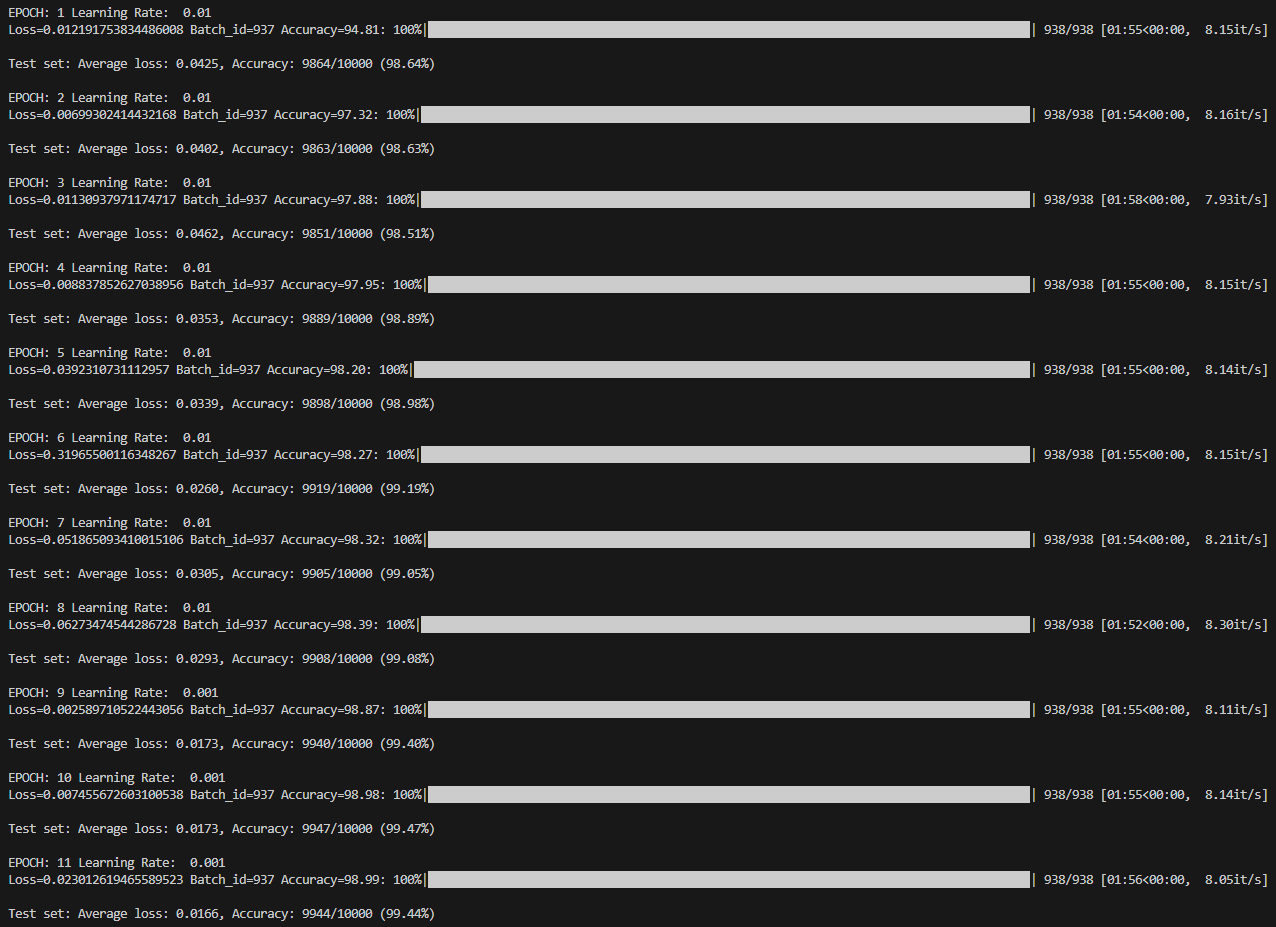 EPOCH: 1 Learning Rate:  0.01
Loss=0.012191753834486008 Batch_id=937 Accuracy=94.81: 100%|| 938/938 [01:55<00:00,  8.15it/s]
Test set: Average loss: 0.0425, Accuracy: 9864/10000 (98.64%)
EPOCH: 2 Learning Rate:  0.01
Loss=0.00699302414432168 Batch_id=937 Accuracy=97.32: 100%|| 938/938 [01:54<00:00,  8.16it/s]
Test set: Average loss: 0.0402, Accuracy: 9863/10000 (98.63%)
EPOCH: 3 Learning Rate:  0.01
Loss=0.01130937971174717 Batch_id=937 Accuracy=97.88: 100%|| 938/938 [01:58<00:00,  7.93it/s]
Test set: Average loss: 0.0462, Accuracy: 9851/10000 (98.51%)
EPOCH: 4 Learning Rate:  0.01
Loss=0.008837852627038956 Batch_id=937 Accuracy=97.95: 100%|| 938/938 [01:55<00:00,  8.15it/s]
Test set: Average loss: 0.0353, Accuracy: 9889/10000 (98.89%)
EPOCH: 5 Learning Rate:  0.01
Loss=0.0392310731112957 Batch_id=937 Accuracy=98.20: 100%|| 938/938 [01:55<00:00,  8.14it/s]
Test set: Average loss: 0.0339, Accuracy: 9898/10000 (98.98%)
EPOCH: 6 Learning Rate:  0.01
Loss=0.31965500116348267 Batch_id=937 Accuracy=98.27: 100%|| 938/938 [01:55<00:00,  8.15it/s]
Test set: Average loss: 0.0260, Accuracy: 9919/10000 (99.19%)
EPOCH: 7 Learning Rate:  0.01
Loss=0.051865093410015106 Batch_id=937 Accuracy=98.32: 100%|| 938/938 [01:54<00:00,  8.21it/s]
Test set: Average loss: 0.0305, Accuracy: 9905/10000 (99.05%)
EPOCH: 8 Learning Rate:  0.01
Loss=0.06273474544286728 Batch_id=937 Accuracy=98.39: 100%|| 938/938 [01:52<00:00,  8.30it/s]
Test set: Average loss: 0.0293, Accuracy: 9908/10000 (99.08%)
EPOCH: 9 Learning Rate:  0.001
Loss=0.002589710522443056 Batch_id=937 Accuracy=98.87: 100%|| 938/938 [01:55<00:00,  8.11it/s]
Test set: Average loss: 0.0173, Accuracy: 9940/10000 (99.40%)
EPOCH: 10 Learning Rate:  0.001
Loss=0.007455672603100538 Batch_id=937 Accuracy=98.98: 100%|| 938/938 [01:55<00:00,  8.14it/s]
Test set: Average loss: 0.0173, Accuracy: 9947/10000 (99.47%)
EPOCH: 11 Learning Rate:  0.001
Loss=0.023012619465589523 Batch_id=937 Accuracy=98.99: 100%|| 938/938 [01:56<00:00,  8.05it/s]
Test set: Average loss: 0.0166, Accuracy: 9944/10000 (99.44%)